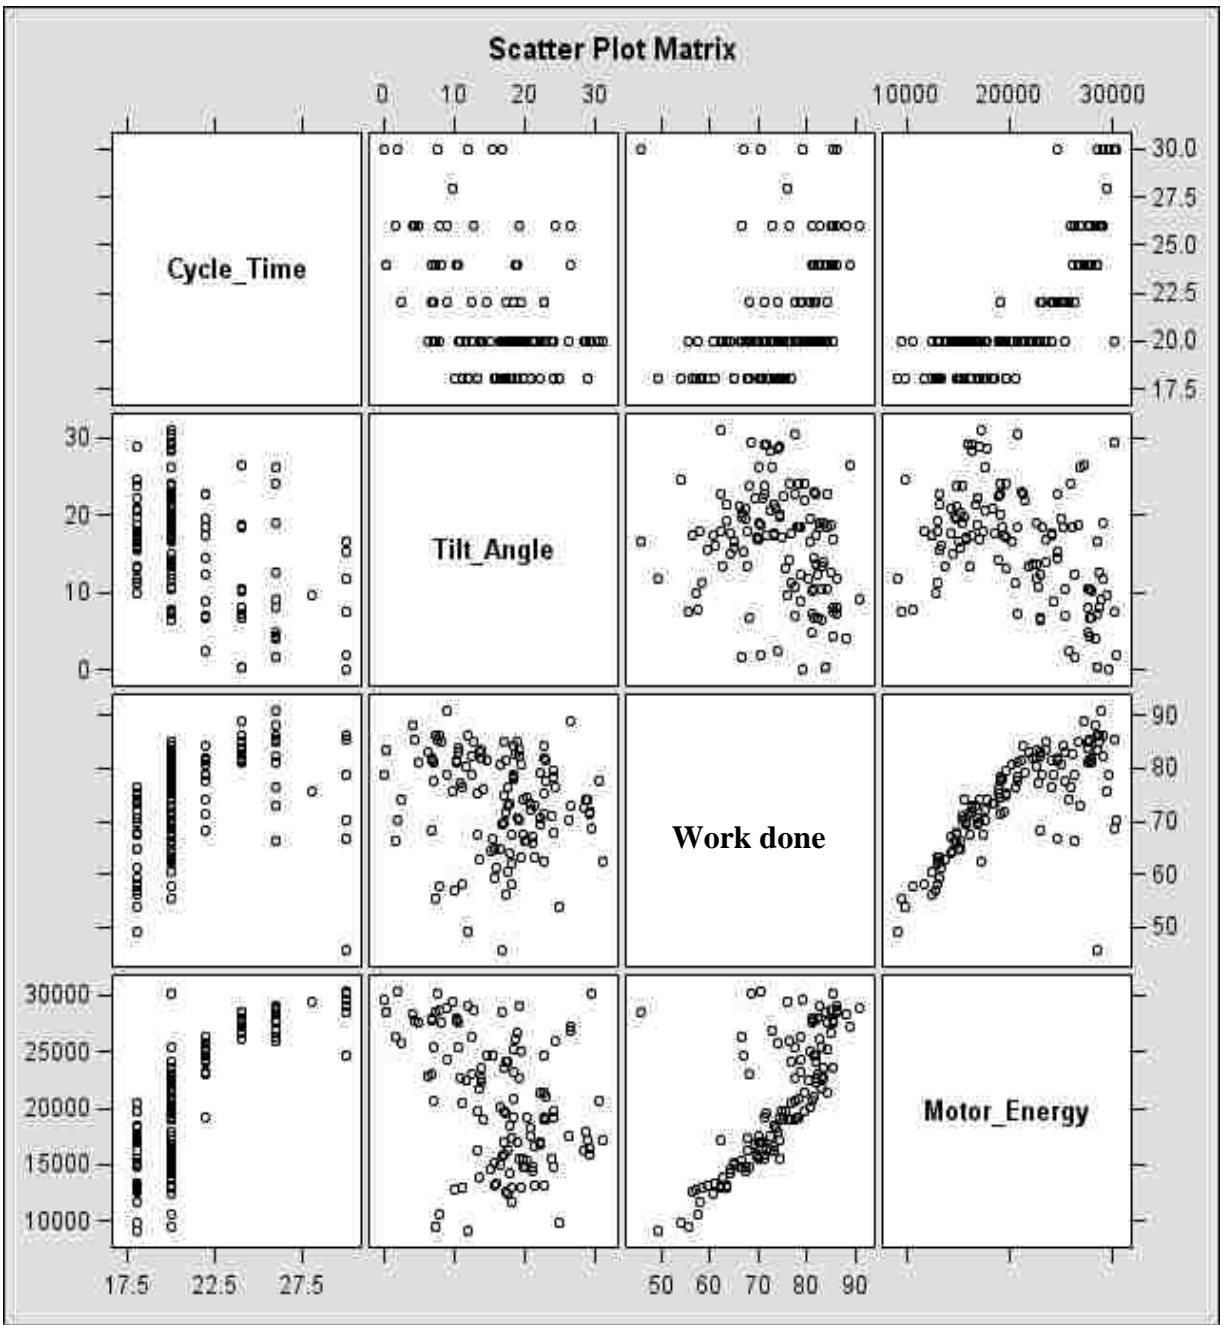 Scatter Plot Matrix
0 10 20 30 10000 20000 30000
30.0
27.5
Cycle_Time 25.0
22.5
20.0
17.5
30
20
Tilt_Angle
10
0
90
80
Work done 70
60
50
30000
25000
20000 Motor_Energy
15000
10000
17.5 22.5 27.5 50 60 70 80 90